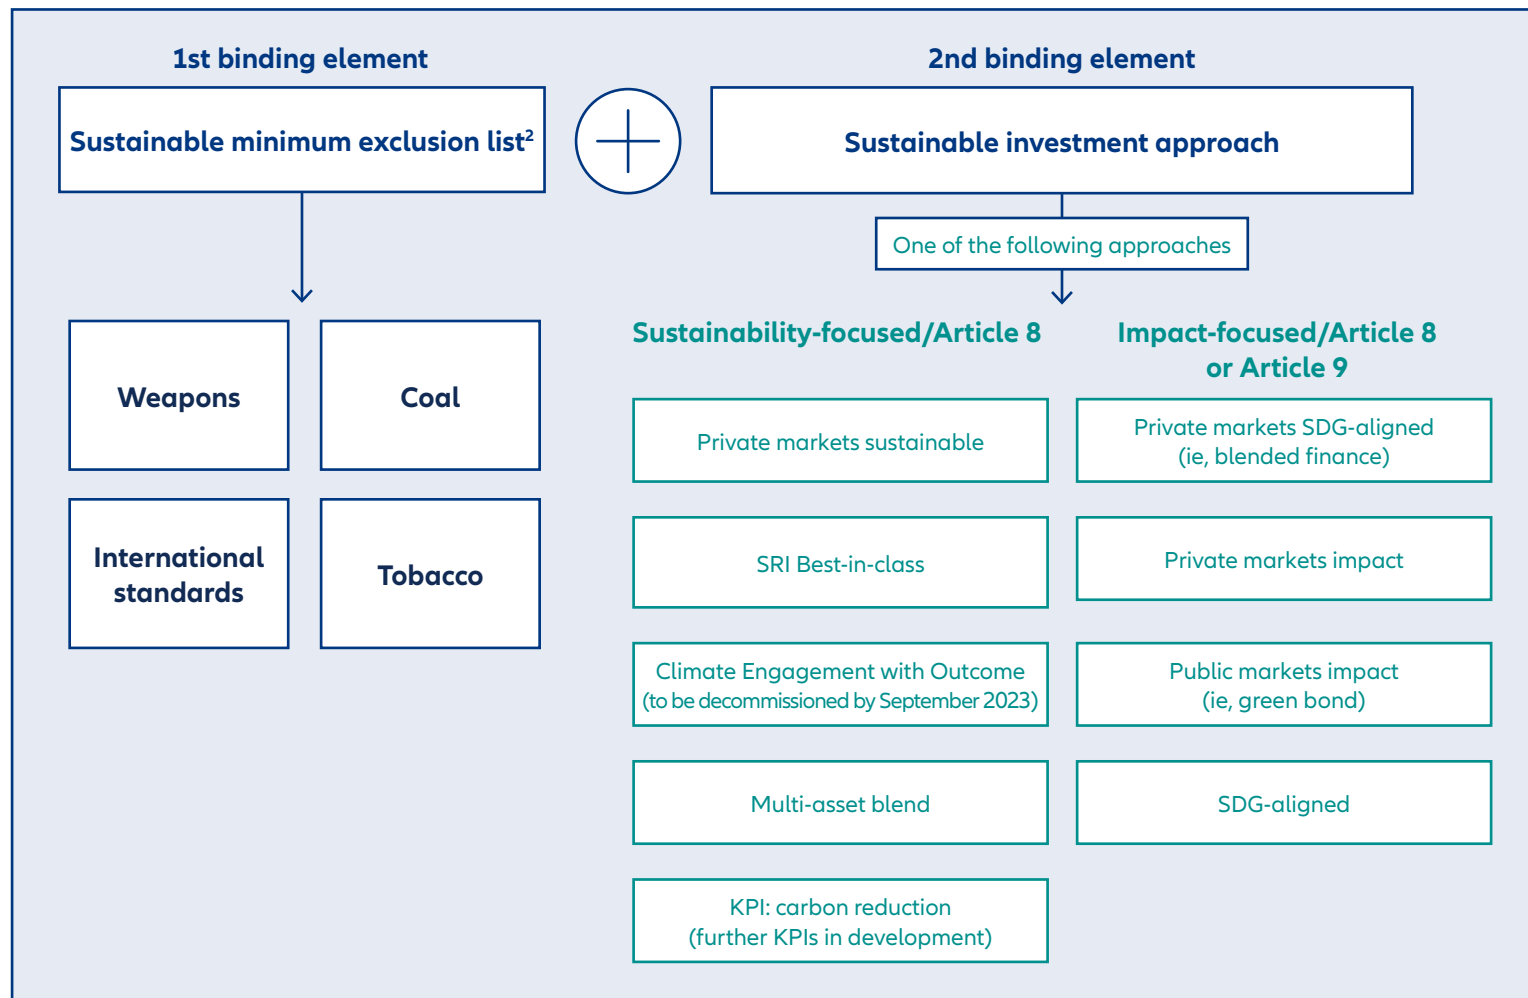 1st binding element
Sustainable minimum exclusion list²
Weapons
Coal
International
standards
Tobacco
2nd binding element
Sustainable investment approach
One of the following approaches
Sustainability-focused/Article 8
Private markets sustainable
SRI Best-in-class
Climate Engagement with Outcome
(to be decommissioned by September 2023)
Multi-asset blend
KPI: carbon reduction
(further KPIs in development)
Impact-focused/Article 8
or Article 9
Private markets SDG-aligned
(ie, blended finance)
Private markets impact
Public markets impact
(ie, green bond)
SDG-aligned